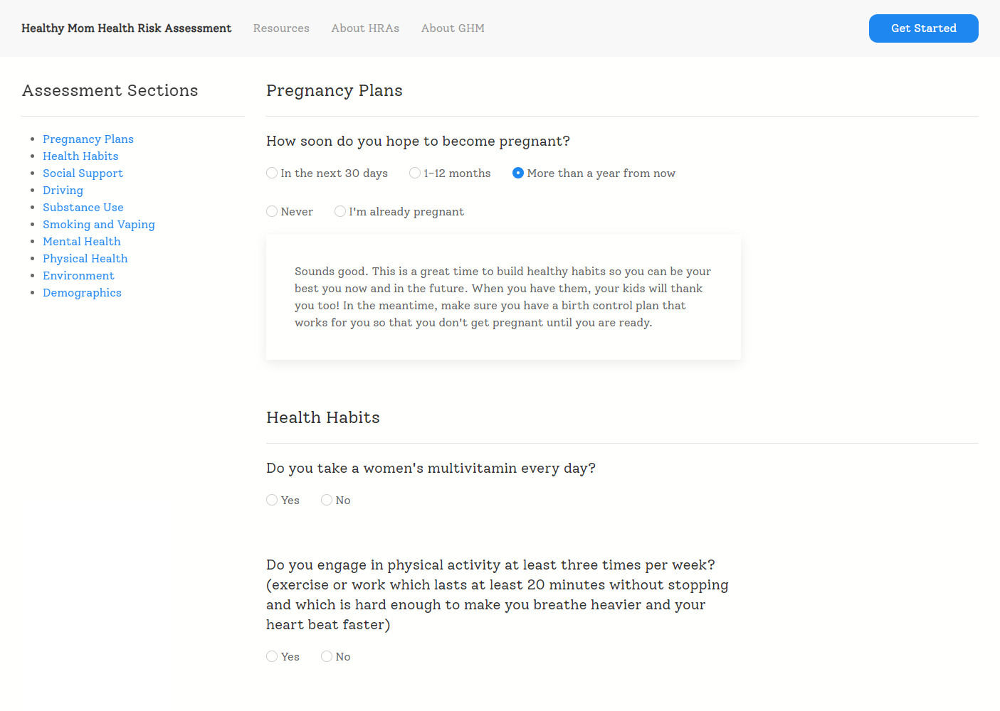 Healthy Mom Health Risk Assessment
Resources
About HRAs
About GHM
Get Started
Assessment Sections
Pregnancy Plans
Health Habits
Social Support
Driving
Substance Use
Smoking and Vaping
Mental Health
Physical Health
Environment
Demographics
Pregnancy Plans
How soon do you hope to become pregnant?
In the next 30 days
1-12 months
More than a year from now
Never
I'm already pregnant
Sounds good. This is a great time to build healthy habits so you can be your
best you now and in the future. When you have them, your kids will thank
you too! In the meantime, make sure you have a birth control plan that
works for you so that you don't get pregnant until you are ready.
Health Habits
Do you take a women's multivitamin every day?
Yes
No
Do you engage in physical activity at least three times per week?
(exercise or work which lasts at least 20 minutes without stopping
and which is hard enough to make you breathe heavier and your
heart beat faster)
Yes
No